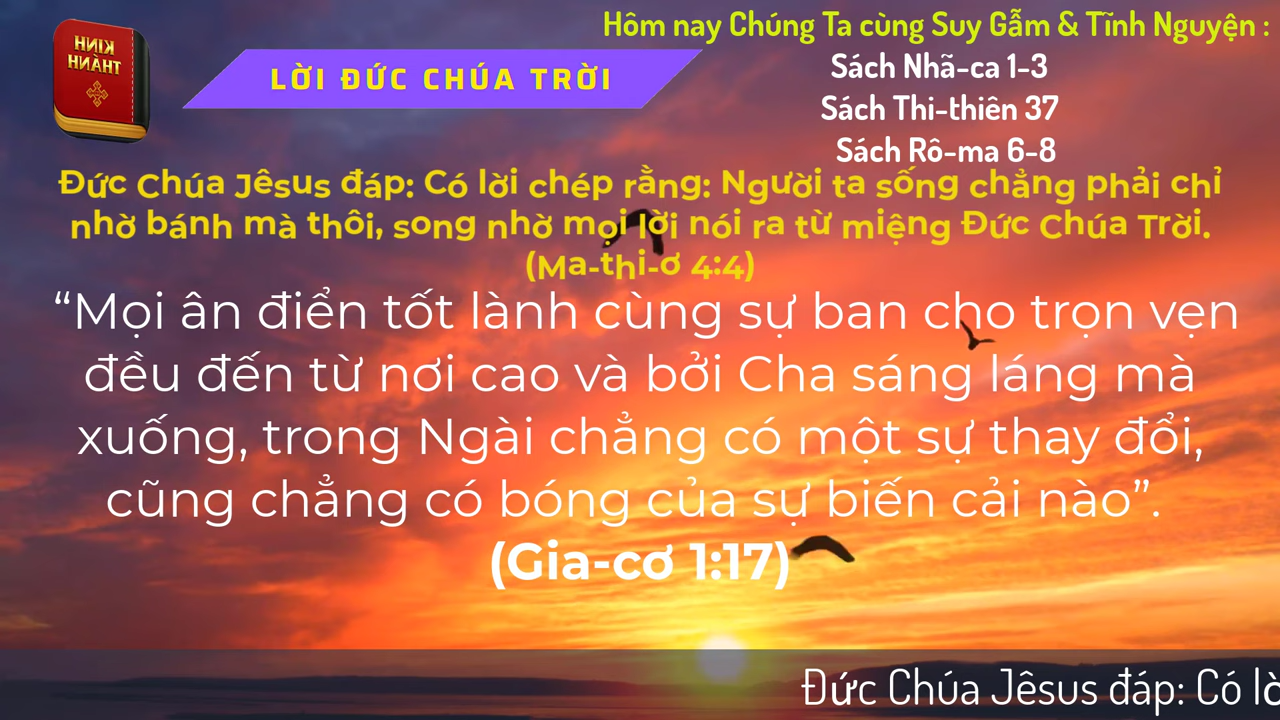 Hôm nay Chúng Ta cùng Suy Gẫm & Tĩnh Nguyện :
KINH
THÁNH
LỜI ĐỨC CHÚA TRỜI
Sách Nhã-ca 1-3
Sách Thi-thiên 37
Sách Rô-ma 6-8
Đức Chúa Jêsus đáp: Có lời chép rằng: Người ta sống chẳng phải chỉ
nhờ bánh mà thôi, song nhờ mọi lời nói ra từ miệng Đức Chúa Trời.
(Ma-thi-ơ 4:4)
“Mọi ân điển tốt lành cùng sự ban cho trọn vẹn
đều đến từ nơi cao và bởi Cha sáng láng mà
xuống, trong Ngài chẳng có một sự thay đổi,
cũng chẳng có bóng của sự biến cải nào”.
(Gia-cơ 1:17)
Đức Chúa Jêsus đáp: Có lờ